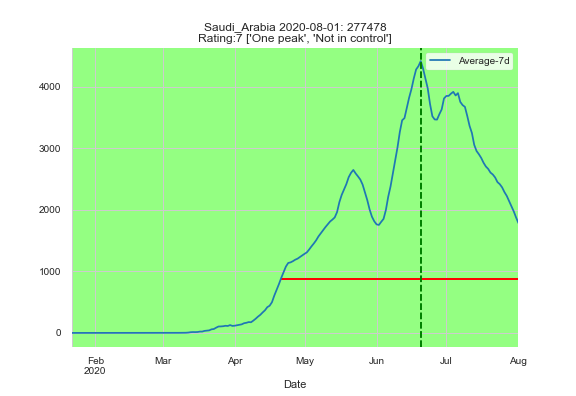 Saudi_Arabia 2020-08-01: 277478
Rating:7 ['One peak', 'Not in control']
Average-7d
4000
3000
2000
1000
0
Feb Mar Apr May Jun Jul Aug
2020
Date